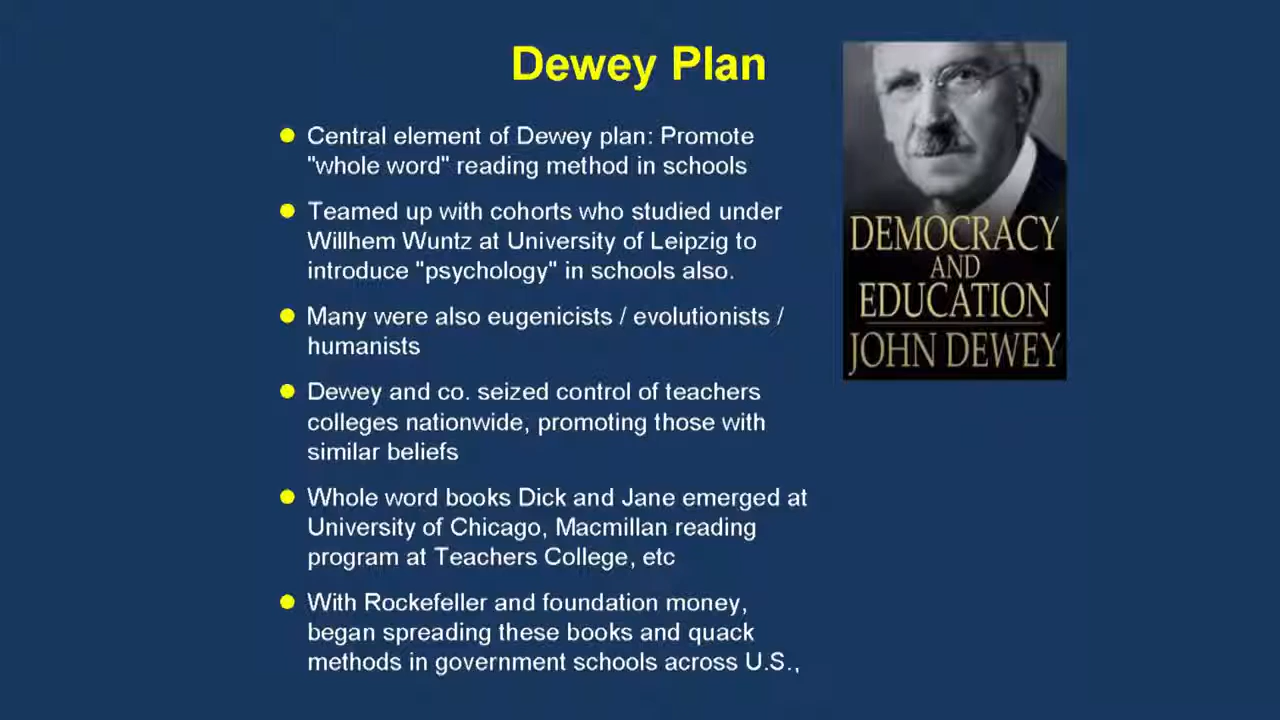 Dewey Plan
Central element of Dewey plan: Promote
"whole word" reading method in schools
Teamed up with cohorts who studied under
Willhem Wuntz at University of Leipzig to
introduce "psychology" in schools also.
Many were also eugenicists / evolutionists /
humanists
Dewey and co. seized control of teachers
colleges nationwide, promoting those with
similar beliefs
Whole word books Dick and Jane emerged at
University of Chicago, Macmillan reading
program at Teachers College, etc
With Rockefeller and foundation money,
began spreading these books and quack
methods in government schools across U.S.,
DEMOCRACY
AND
EDUCATION
JOHN DEWEY